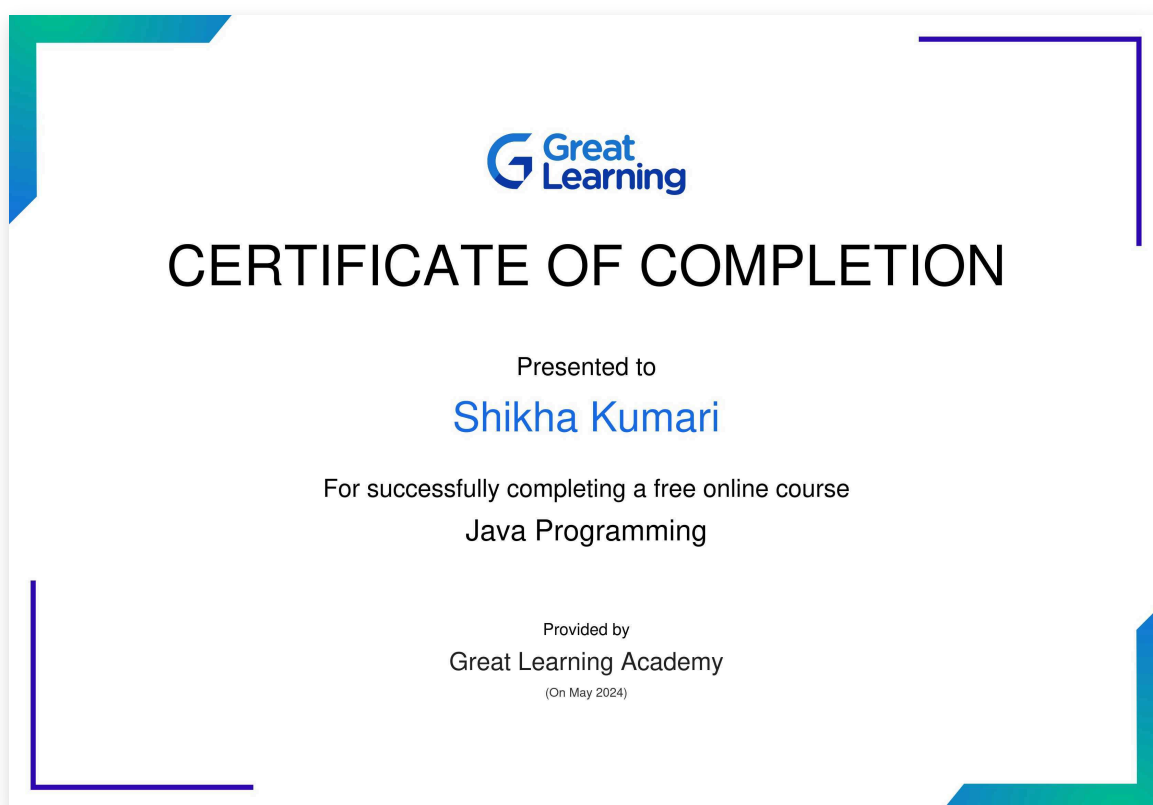 Great
Learning
CERTIFICATE OF COMPLETION
Presented to
Shikha Kumari
For successfully completing a free online course
Java Programming
Provided by
Great Learning Academy
(On May 2024)